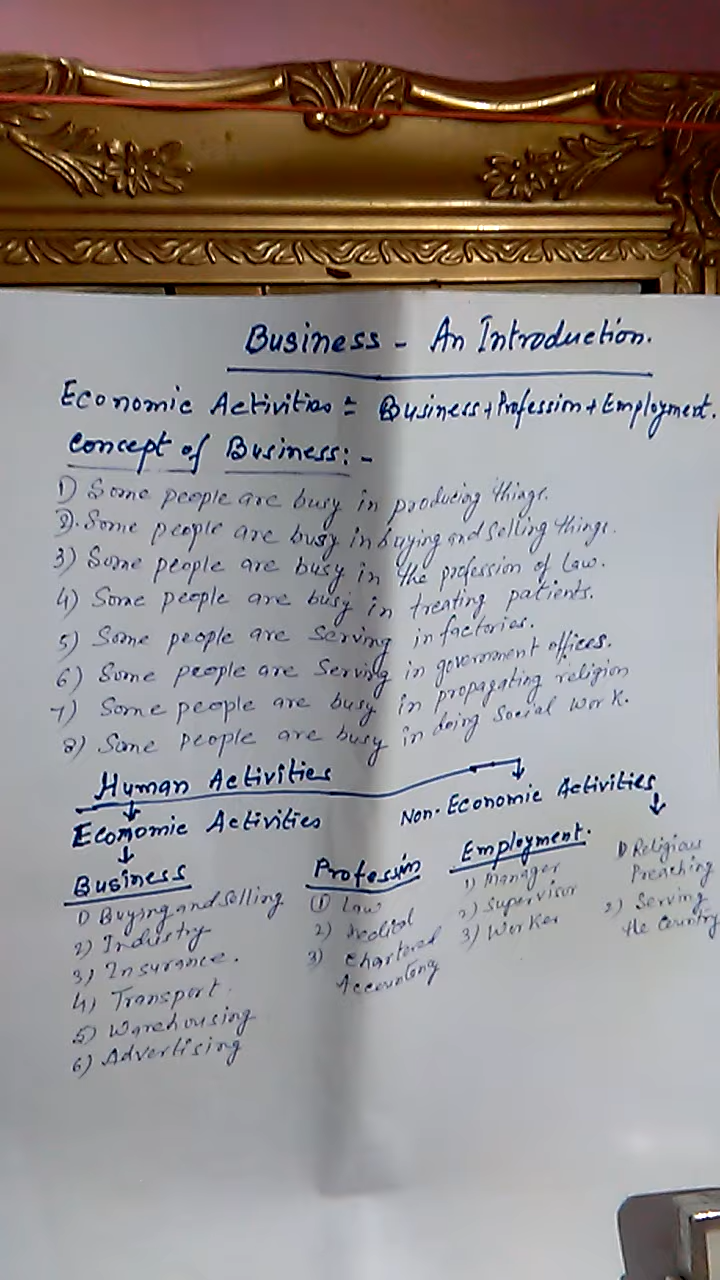 Business - An Introduction.
Economic Activities = Business + Profession + Employment.
Concept of Business: -
1) Some people are busy in producing things.
2). Some people are busy in buying and selling things.
3) Some people are busy in the profession of law.
4) Some people are busy in treating patients.
5) Some people are serving in factories.
6) Some people are serving in government offices.
7) Some people are busy in propagating religion
8) Some people are busy in doing social work.
Human Activities
Economic Activities
Non-Economic Activities
Business
1) Buying and selling
2) Industry
3) Insurance.
4) Transport.
5) Warehousing
6) Advertising
Profession
1) Law
2) Medical
3) Chartered
Accountancy
Employment.
1) Manager
2) Supervisor
3) Worker
1) Religious
Preaching
2) Serving
the Country